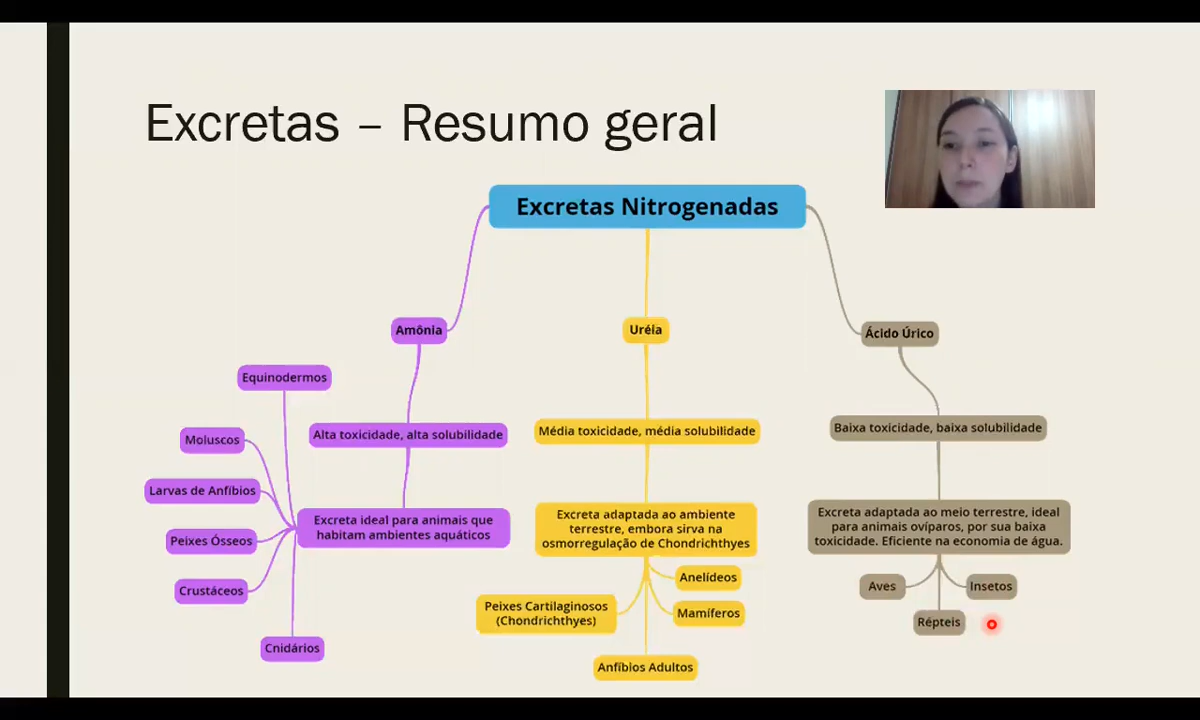 Excretas – Resumo geral
Excretas Nitrogenadas
Amônia
Uréia
Ácido Úrico
Equinodermos
Moluscos
Larvas de Anfíbios
Peixes Ósseos
Crustáceos
Cnidários
Alta toxicidade, alta solubilidade
Excreta ideal para animais que
habitam ambientes aquáticos
Média toxicidade, média solubilidade
Excreta adaptada ao ambiente
terrestre, embora sirva na
osmorregulação de Chondrichthyes
Anelídeos
Peixes Cartilaginosos
(Chondrichthyes)
Mamíferos
Anfíbios Adultos
Baixa toxicidade, baixa solubilidade
Excreta adaptada ao meio terrestre, ideal
para animais ovíparos, por sua baixa
toxicidade. Eficiente na economia de água.
Aves
Insetos
Répteis